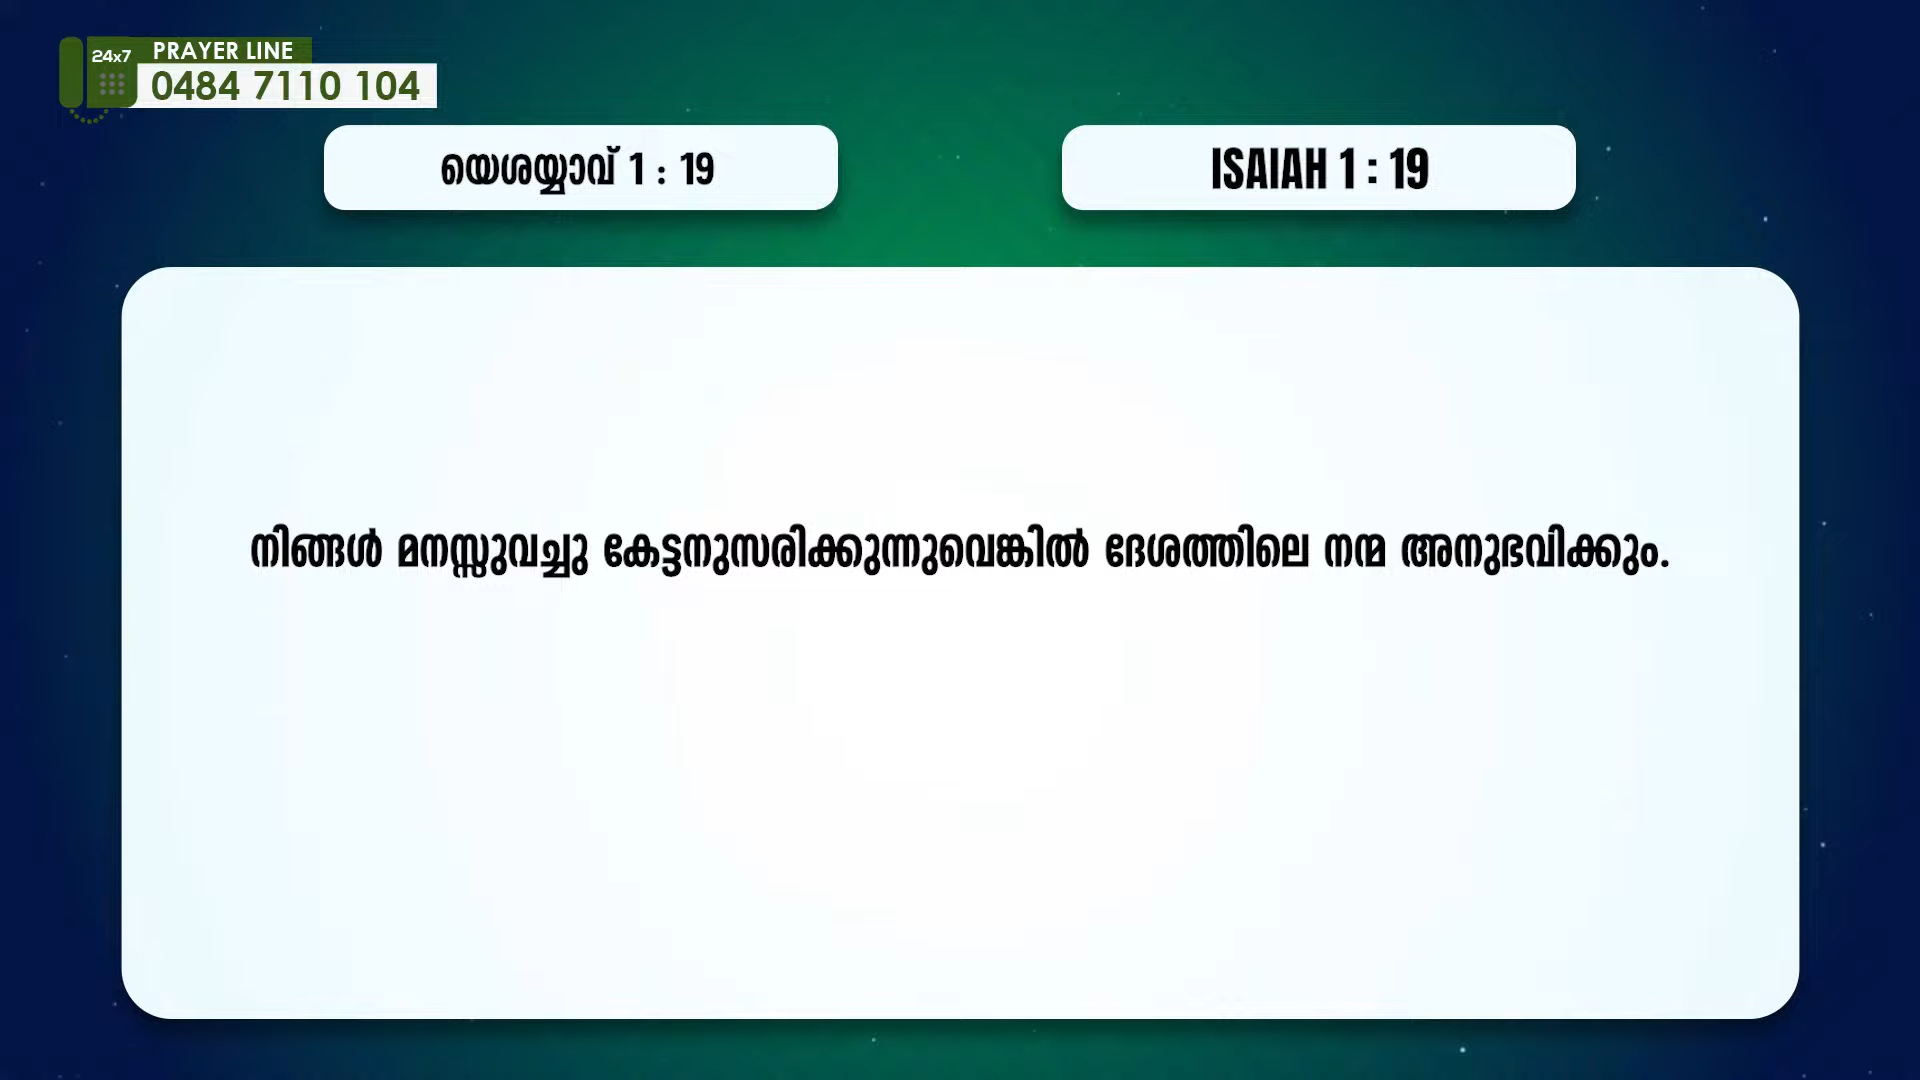 24x7 PRAYER LINE
0484 7110 104
യെശയ്യാവ് 1 : 19
ISAIAH 1 : 19
നിങ്ങൾ മനസ്സുവച്ചു കേട്ടനുസരിക്കുന്നുവെങ്കിൽ ദേശത്തിലെ നന്മ അനുഭവിക്കും.